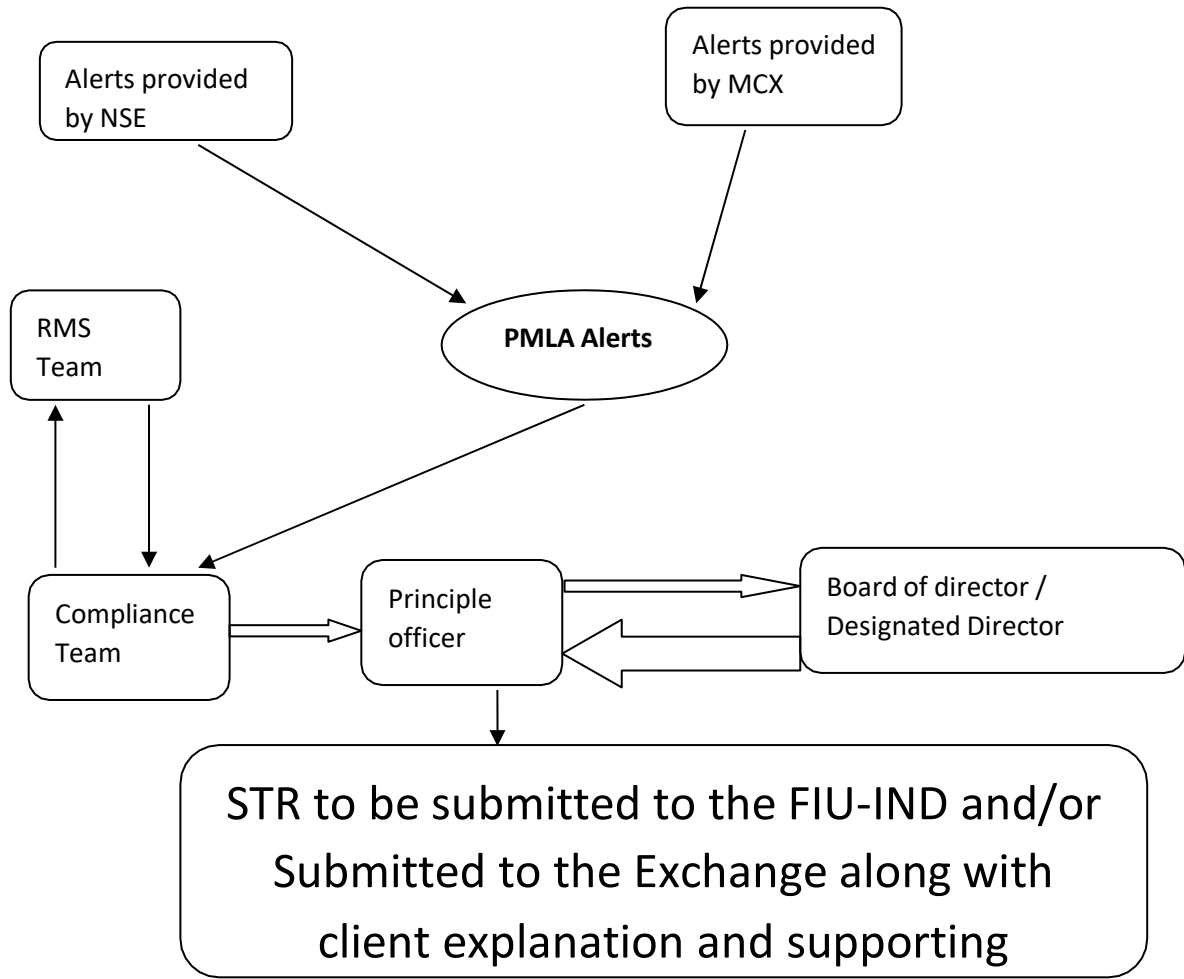 Alerts provided
by NSE
Alerts provided
by MCX
PMLA Alerts
RMS
Team
Compliance
Team
Principle
officer
Board of director /
Designated Director
STR to be submitted to the FIU-IND and/or
Submitted to the Exchange along with
client explanation and supporting